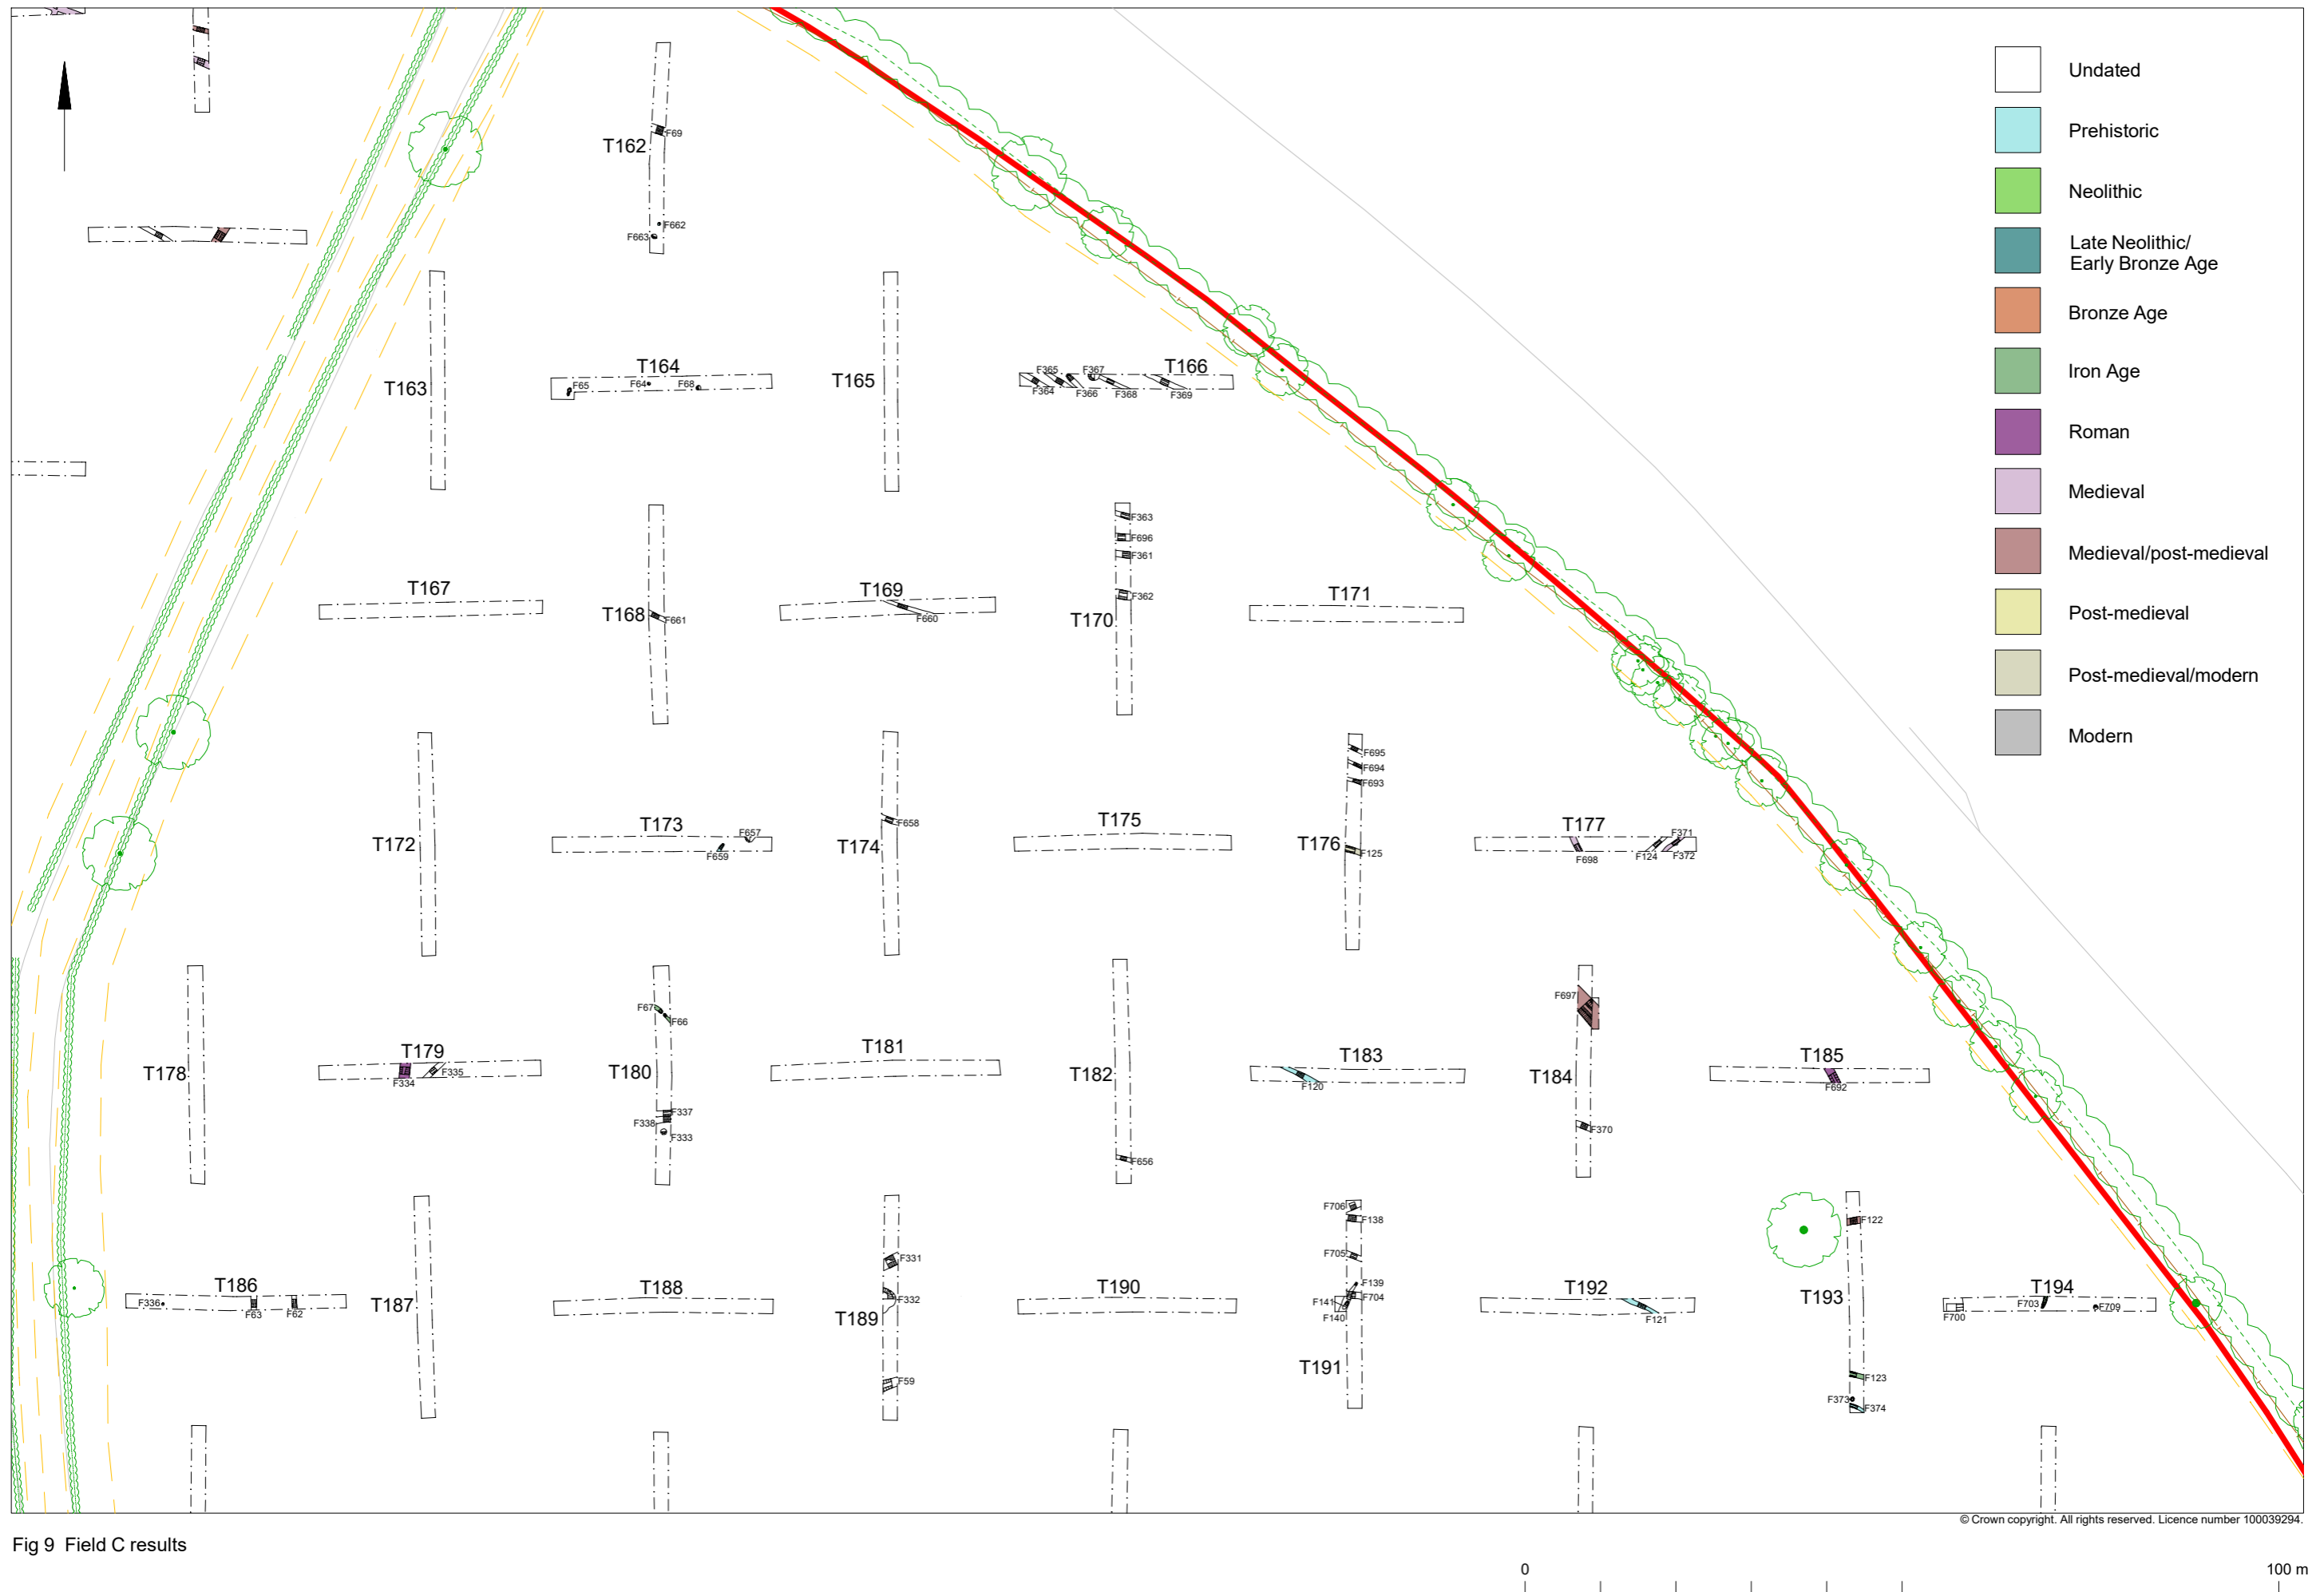 Undated
Prehistoric
Neolithic
Late Neolithic/
Early Bronze Age
Bronze Age
Iron Age
Roman
Medieval
Medieval/post-medieval
Post-medieval
Post-medieval/modern
Modern
T162
F69
F662
F663
T163
T164
F65
F64
F68
T165
T166
F365
F367
F364
F366
F368
F369
T167
T168
F661
T169
F660
T170
F363
F696
F361
F362
T171
T172
T173
F657
F659
T174
F658
T175
T176
F695
F694
F693
F125
T177
F698
F124
F371
F372
T178
T179
F334
F335
T180
F67
F66
F337
F338
F333
T181
T182
F656
T183
F120
T184
F697
F370
T185
F692
T186
F336
F63
F62
T187
T188
T189
F331
F332
F59
T190
T191
F706
F138
F705
F139
F704
F141
F140
T192
F121
T193
F122
F123
F373
F374
T194
F700
F703
F709
© Crown copyright. All rights reserved. Licence number 100039294.
Fig 9 Field C results
0
100 m